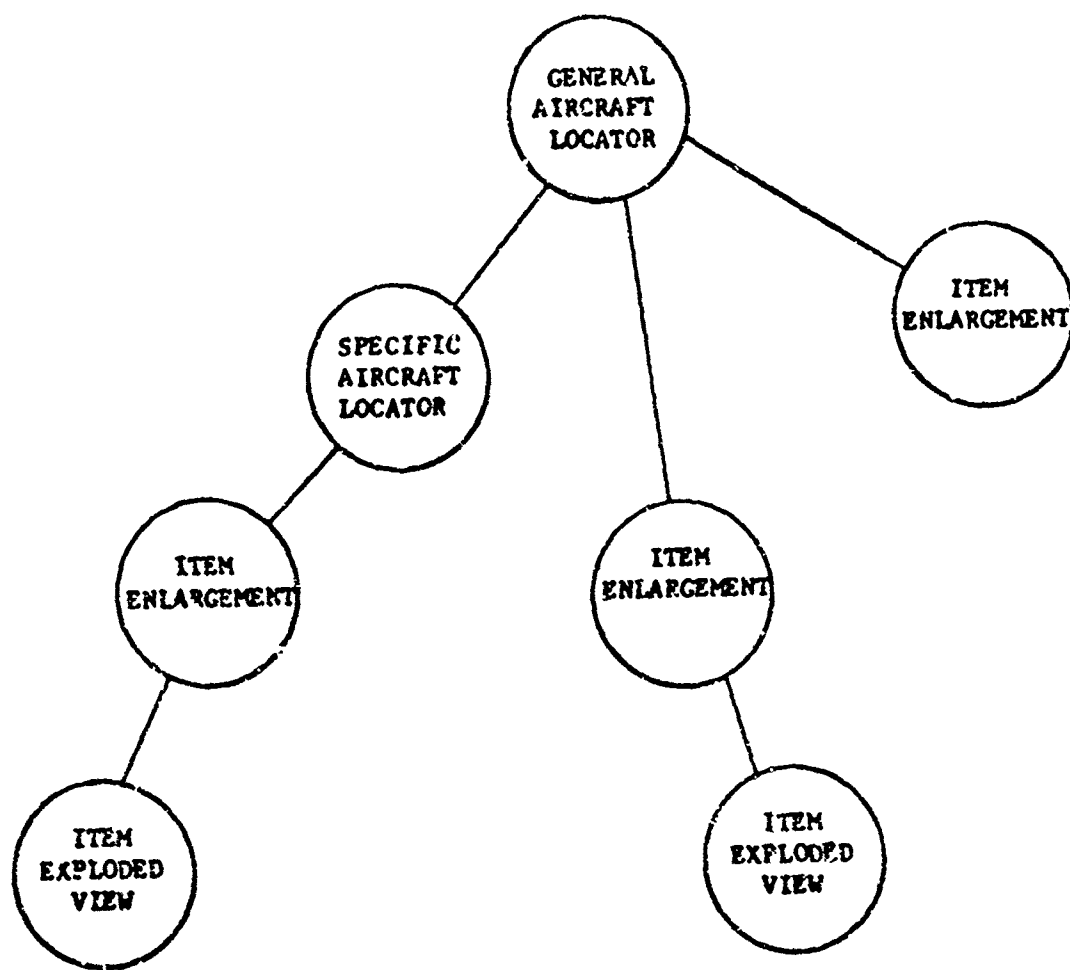 GENERAL
AIRCRAFT
LOCATOR
ITEM
ENLARGEMENT
SPECIFIC
AIRCRAFT
LOCATOR
ITEM
ENLARGEMENT
ITEM
ENLARGEMENT
ITEM
EXPLODED
VIEW
ITEM
EXPLODED
VIEW